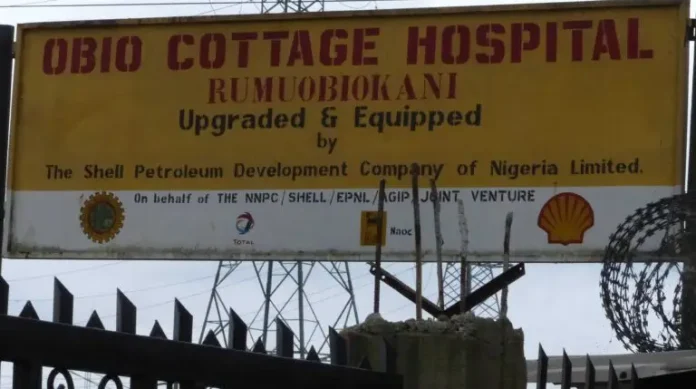 OBIO COTTAGE HOSPITAL
RUMUOBIOKANI
Upgraded & Equipped
by
The Shell Petroleum Development Company of Nigeria Limited.
On behalf of THE NNPC/SHELL/EPNL/AGIP JOINT VENTURE
TOTAL
Naoc